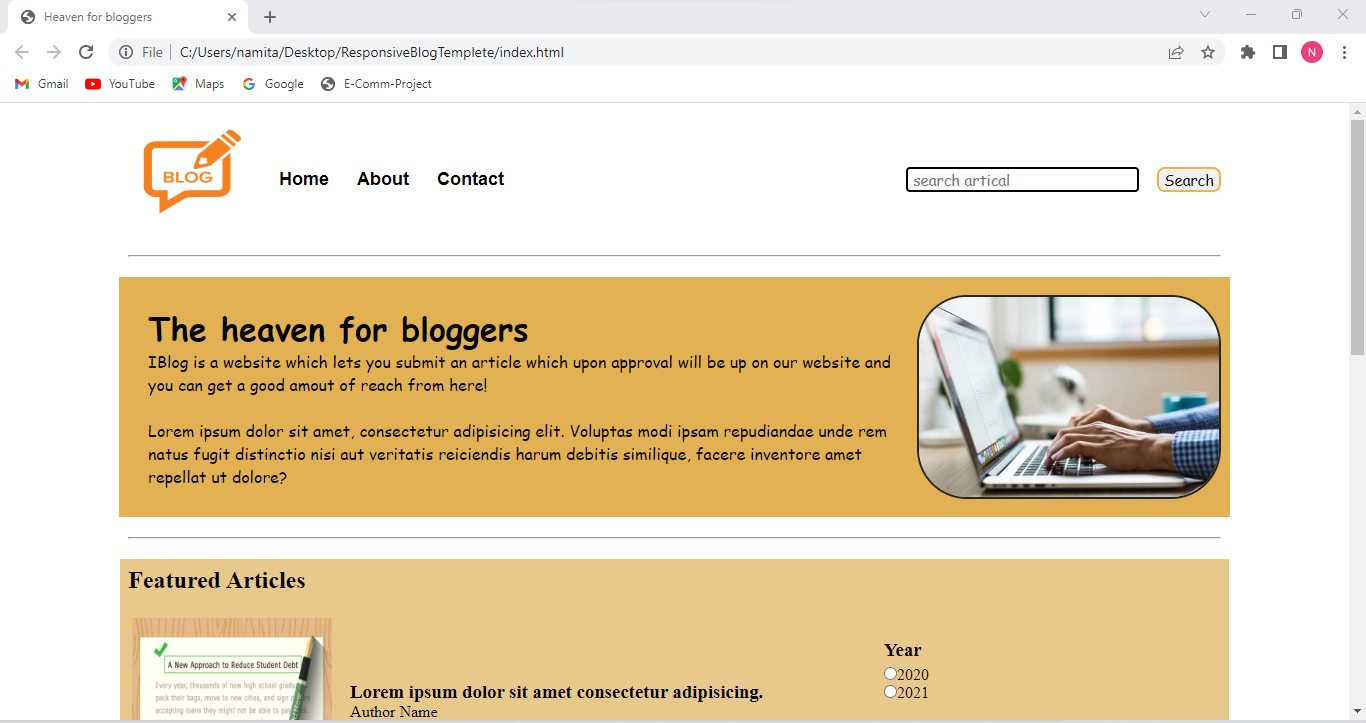 Heaven for bloggers
File C:/Users/namita/Desktop/ResponsiveBlogTemplete/index.html
N
Gmail YouTube Maps Google E-Comm-Project
BLOG
Home About Contact search artical Search
The heaven for bloggers
IBlog is a website which lets you submit an article which upon approval will be up on our website and
you can get a good amout of reach from here!
Lorem ipsum dolor sit amet, consectetur adipisicing elit. Voluptas modi ipsam repudiandae unde rem
natus fugit distinctio nisi aut veritatis reiciendis harum debitis similique, facere inventore amet
repellat ut dolore?
Featured Articles
A New Approach to Reduce Student Debt
Every year, thousands of new high school
pack their bags, move to new cities, and sign
accepting loans they might not be able to
Lorem ipsum dolor sit amet consectetur adipisicing.
Author Name
Year
2020
2021